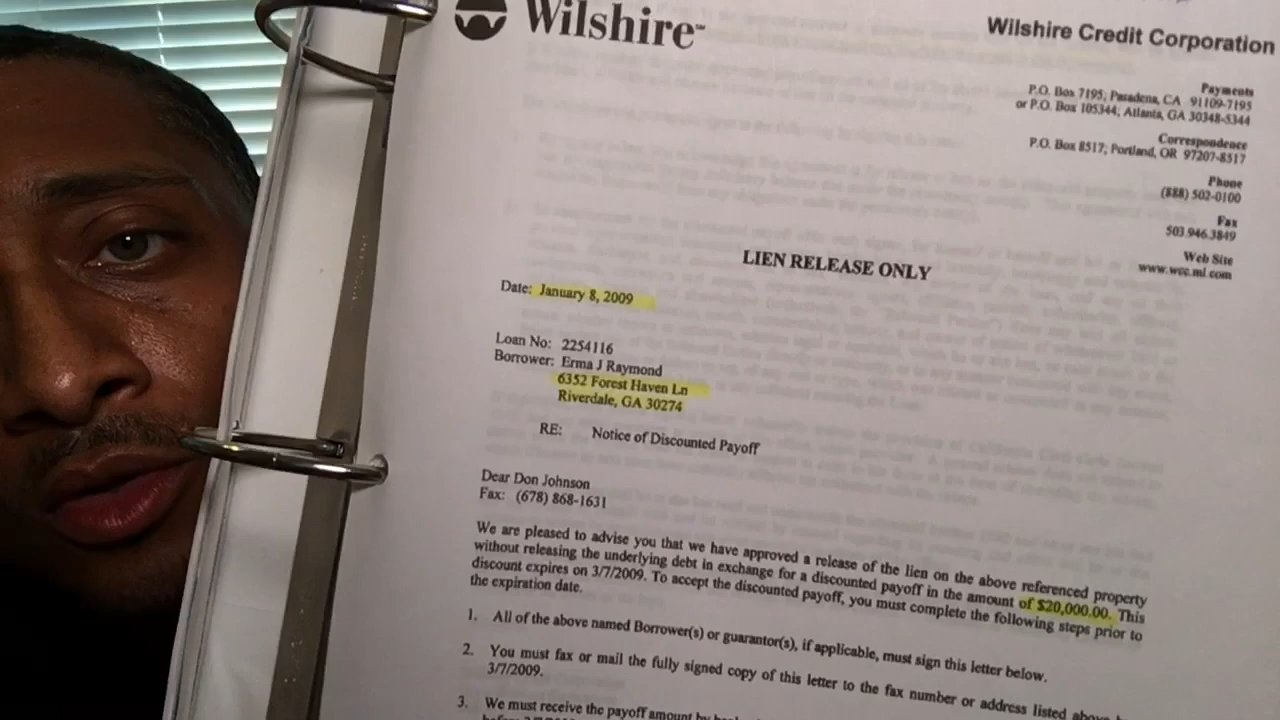 Wilshire™
Wilshire Credit Corporation
Payments
P.O. Box 7195; Pasadena, CA 91109-7195
or P.O. Box 105344; Atlanta, GA 30348-5344
Correspondence
P.O. Box 8517; Portland, OR 97207-8517
Phone
(888) 502-0100
Fax
503.946.3849
Web Site
www.wcc.ml.com
LIEN RELEASE ONLY
Date: January 8, 2009
Loan No: 2254116
Borrower: Erma J Raymond
6352 Forest Haven Ln
Riverdale, GA 30274
RE: Notice of Discounted Payoff
Dear Don Johnson
Fax: (678) 868-1631
We are pleased to advise you that we have approved a release of the lien on the above referenced property
without releasing the underlying debt in exchange for a discounted payoff in the amount of $20,000.00. This
discount expires on 3/7/2009. To accept the discounted payoff, you must complete the following steps prior to
the expiration date.
1. All of the above named Borrower(s) or guarantor(s), if applicable, must sign this letter below.
2. You must fax or mail the fully signed copy of this letter to the fax number or address listed above
3/7/2009.
3. We must receive the payoff amount by